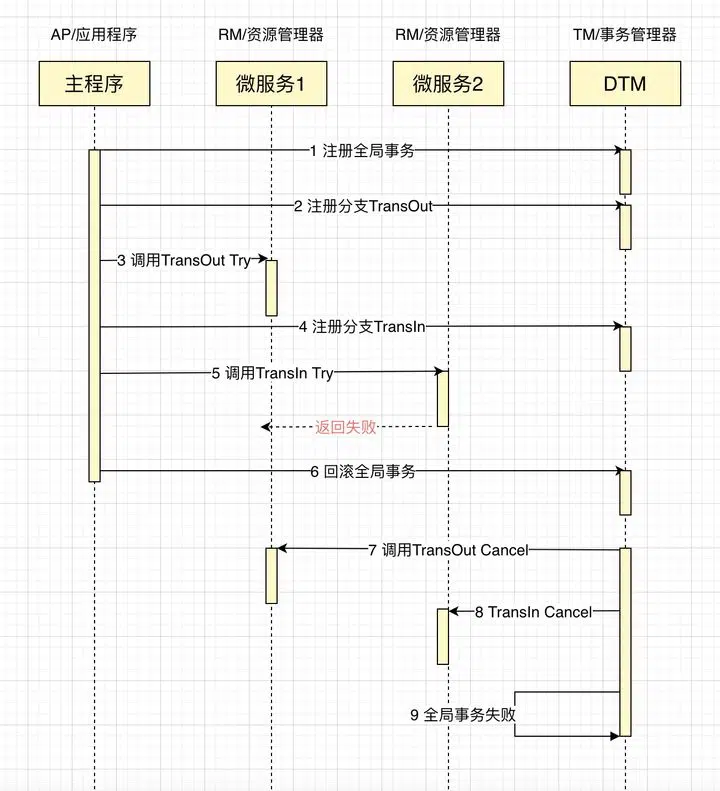 AP/应用程序
RM/资源管理器
RM/资源管理器
TM/事务管理器
主程序
微服务1
微服务2
DTM
1 注册全局事务
2 注册分支TransOut
3 调用TransOut Try
4 注册分支TransIn
5 调用TransIn Try
返回失败
6 回滚全局事务
7 调用TransOut Cancel
8 TransIn Cancel
9 全局事务失败